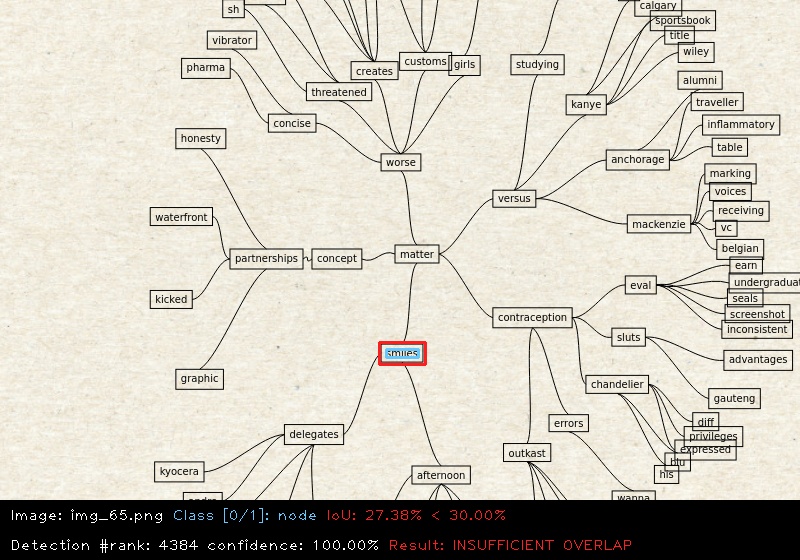 calgary
sh
sportsbook
title
vibrator
wiley
customs
girls
studying
pharma
creates
alumni
threatened
kanye
traveller
concise
inflammatory
honesty
table
worse
anchorage
marking
voices
versus
receiving
waterfront
mackenzie
vc
belgian
matter
partnerships
concept
earn
undergraduat
eval
seals
kicked
screenshot
contraception
inconsistent
sluts
smiles
advantages
graphic
chandelier
gauteng
errors
diff
delegates
privileges
expressed
outkast
blu
his
kyocera
afternoon
wanna
Image: img_65.png Class [0/1]: node IoU: 27.38% < 30.00%
Detection #rank: 4384 confidence: 100.00% Result: INSUFFICIENT OVERLAP